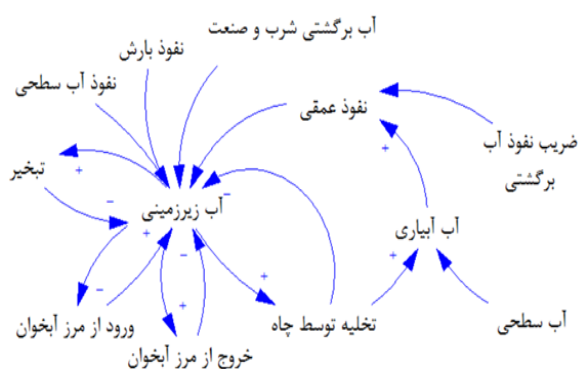 آب برگشتی شرب و صنعت
نفوذ بارش
نفوذ آب سطحی
نفوذ عمقی
ضریب نفوذ آب
برگشتی
تبخیر
+
+
-
-
آب زیرزمینی
آب آبیاری
+
-
+
+
-
+
ورود از مرز آبخوان
خروج از مرز آبخوان
تخلیه توسط چاه
آب سطحی